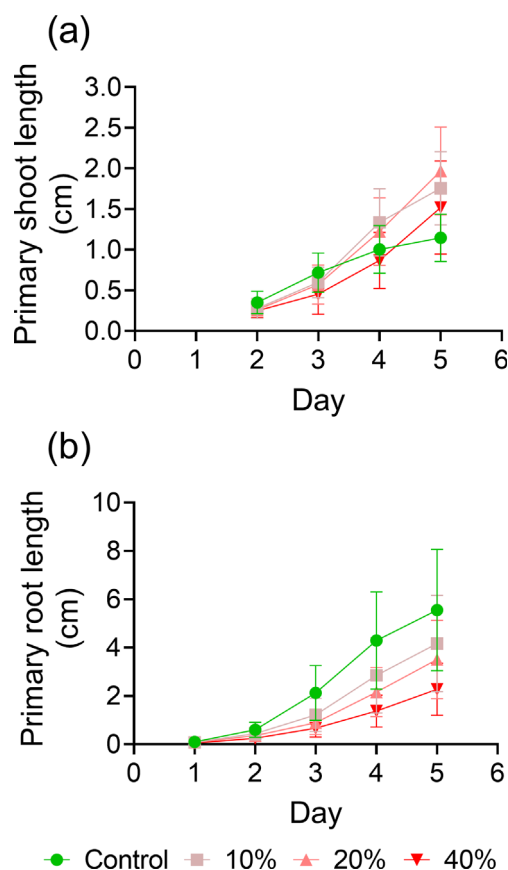 (a)
Primary shoot length
(cm)
3.0
2.5
2.0
1.5
1.0
0.5
0.0
0 1 2 3 4 5 6
Day
(b)
Primary root length
(cm)
10
8
6
4
2
0
0 1 2 3 4 5 6
Day
Control 10% 20% 40%